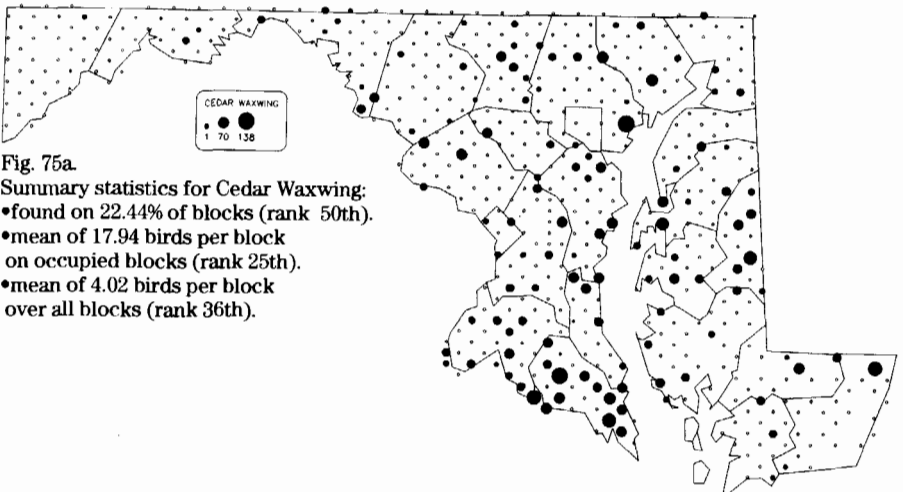 CEDAR WAXWING
1 70 138
Fig. 75a
Summary statistics for Cedar Waxwing:
•found on 22.44% of blocks (rank 50th).
•mean of 17.94 birds per block
on occupied blocks (rank 25th).
•mean of 4.02 birds per block
over all blocks (rank 36th).